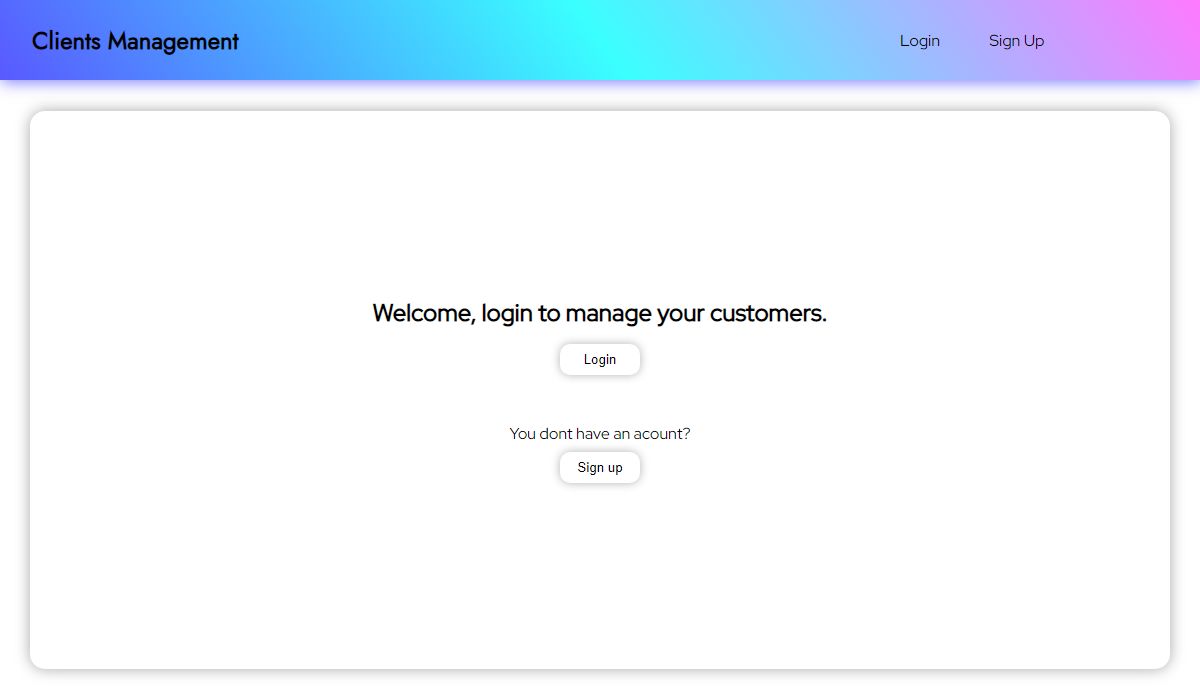 Clients Management
Login
Sign Up
Welcome, login to manage your customers.
Login
You dont have an acount?
Sign up